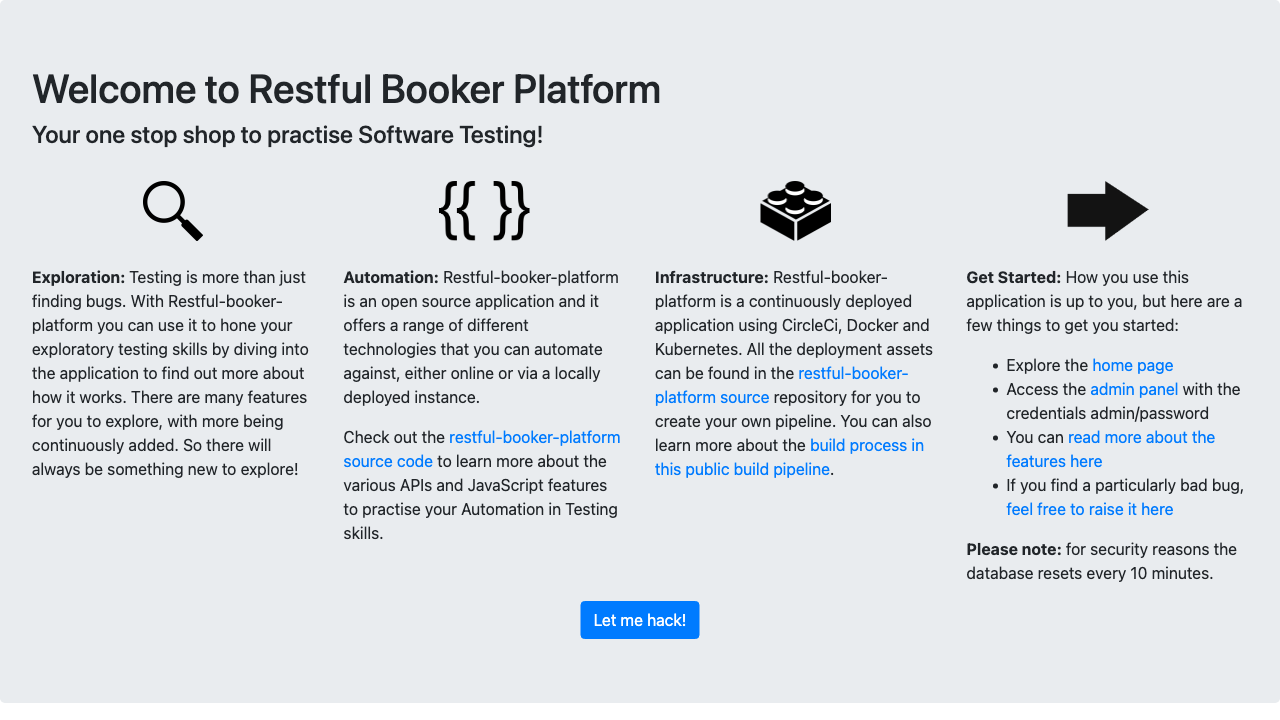 Welcome to Restful Booker Platform
Your one stop shop to practise Software Testing!
{{ }}
Exploration: Testing is more than just
finding bugs. With Restful-booker-
platform you can use it to hone your
exploratory testing skills by diving into
the application to find out more about
how it works. There are many features
for you to explore, with more being
continuously added. So there will
always be something new to explore!
Automation: Restful-booker-platform
is an open source application and it
offers a range of different
technologies that you can automate
against, either online or via a locally
deployed instance.
Check out the restful-booker-platform
source code to learn more about the
various APIs and JavaScript features
to practise your Automation in Testing
skills.
Infrastructure: Restful-booker-
platform is a continuously deployed
application using CircleCi, Docker and
Kubernetes. All the deployment assets
can be found in the restful-booker-
platform source repository for you to
create your own pipeline. You can also
learn more about the build process in
this public build pipeline.
Get Started: How you use this
application is up to you, but here are a
few things to get you started:
• Explore the home page
• Access the admin panel with the
credentials admin/password
• You can read more about the
features here
• If you find a particularly bad bug,
feel free to raise it here
Please note: for security reasons the
database resets every 10 minutes.
Let me hack!